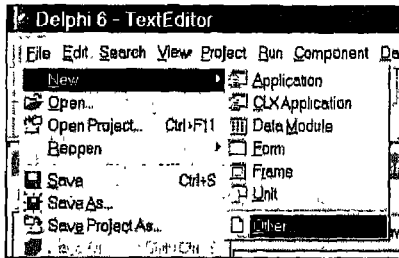 Delphi 6 - TextEditor
File Edit Search View Project Run Component
New
Open...
Open Project... Ctrl+F11
Reopen
Save Ctrl+S
Save As...
Save Project As...
Application
CLX Application
Data Module
Form
Frame
Unit
Other...